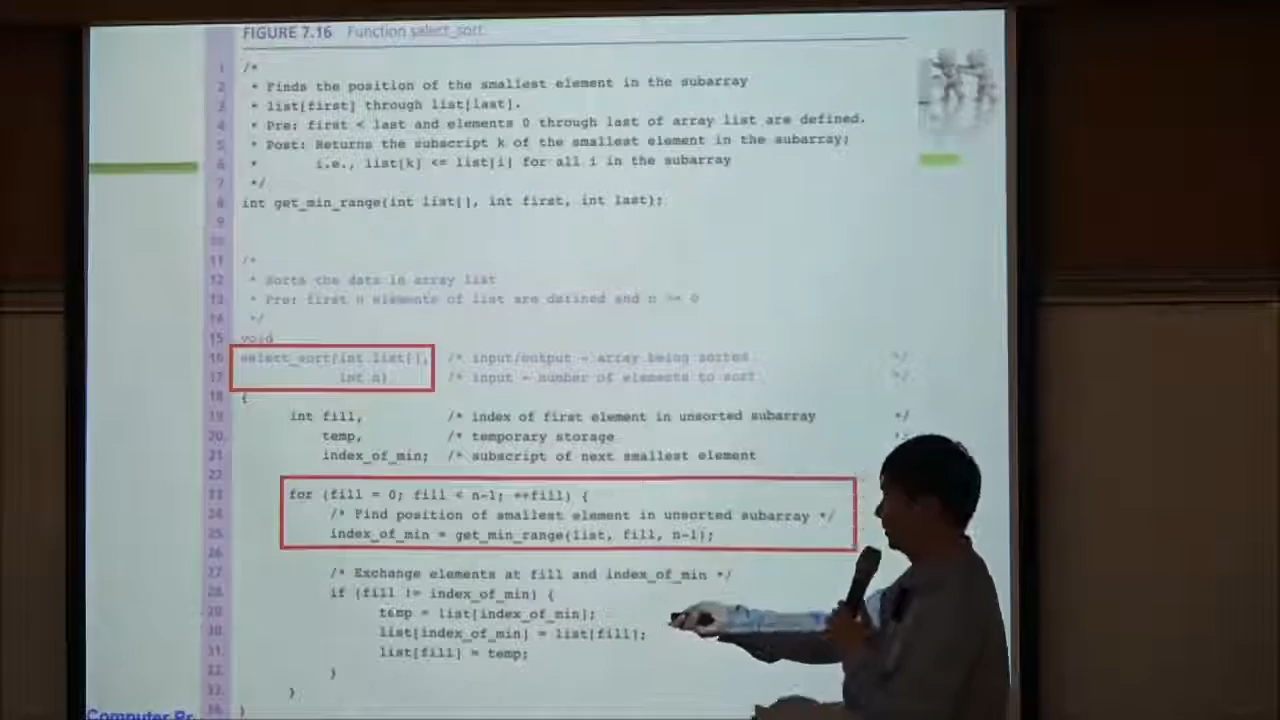 FIGURE 7.16 Function select_sort
1 /*
2 * Finds the position of the smallest element in the subarray
3 * list[first] through list[last].
4 * Pre: first < last and elements 0 through last of array list are defined.
5 * Post: Returns the subscript k of the smallest element in the subarray;
6 * i.e., list[k] <= list[i] for all i in the subarray
7 */
8 int get_min_range(int list[], int first, int last);
9
10
11 /*
12 * Sorts the data in array list
13 * Pre: first n elements of list are defined and n >= 0
14 */
15 void
16 select_sort(int list[], /* input/output - array being sorted */
17 int n) /* input - number of elements to sort */
18 {
19 int fill, /* index of first element in unsorted subarray */
20 temp, /* temporary storage
21 index_of_min; /* subscript of next smallest element
22
23 for (fill = 0; fill < n-1; ++fill) {
24 /* Find position of smallest element in unsorted subarray */
25 index_of_min = get_min_range(list, fill, n-1);
26
27 /* Exchange elements at fill and index_of_min */
28 if (fill != index_of_min) {
29 temp = list[index_of_min];
30 list[index_of_min] = list[fill];
31 list[fill] = temp;
32 }
33 }
34 }
Computer Pr